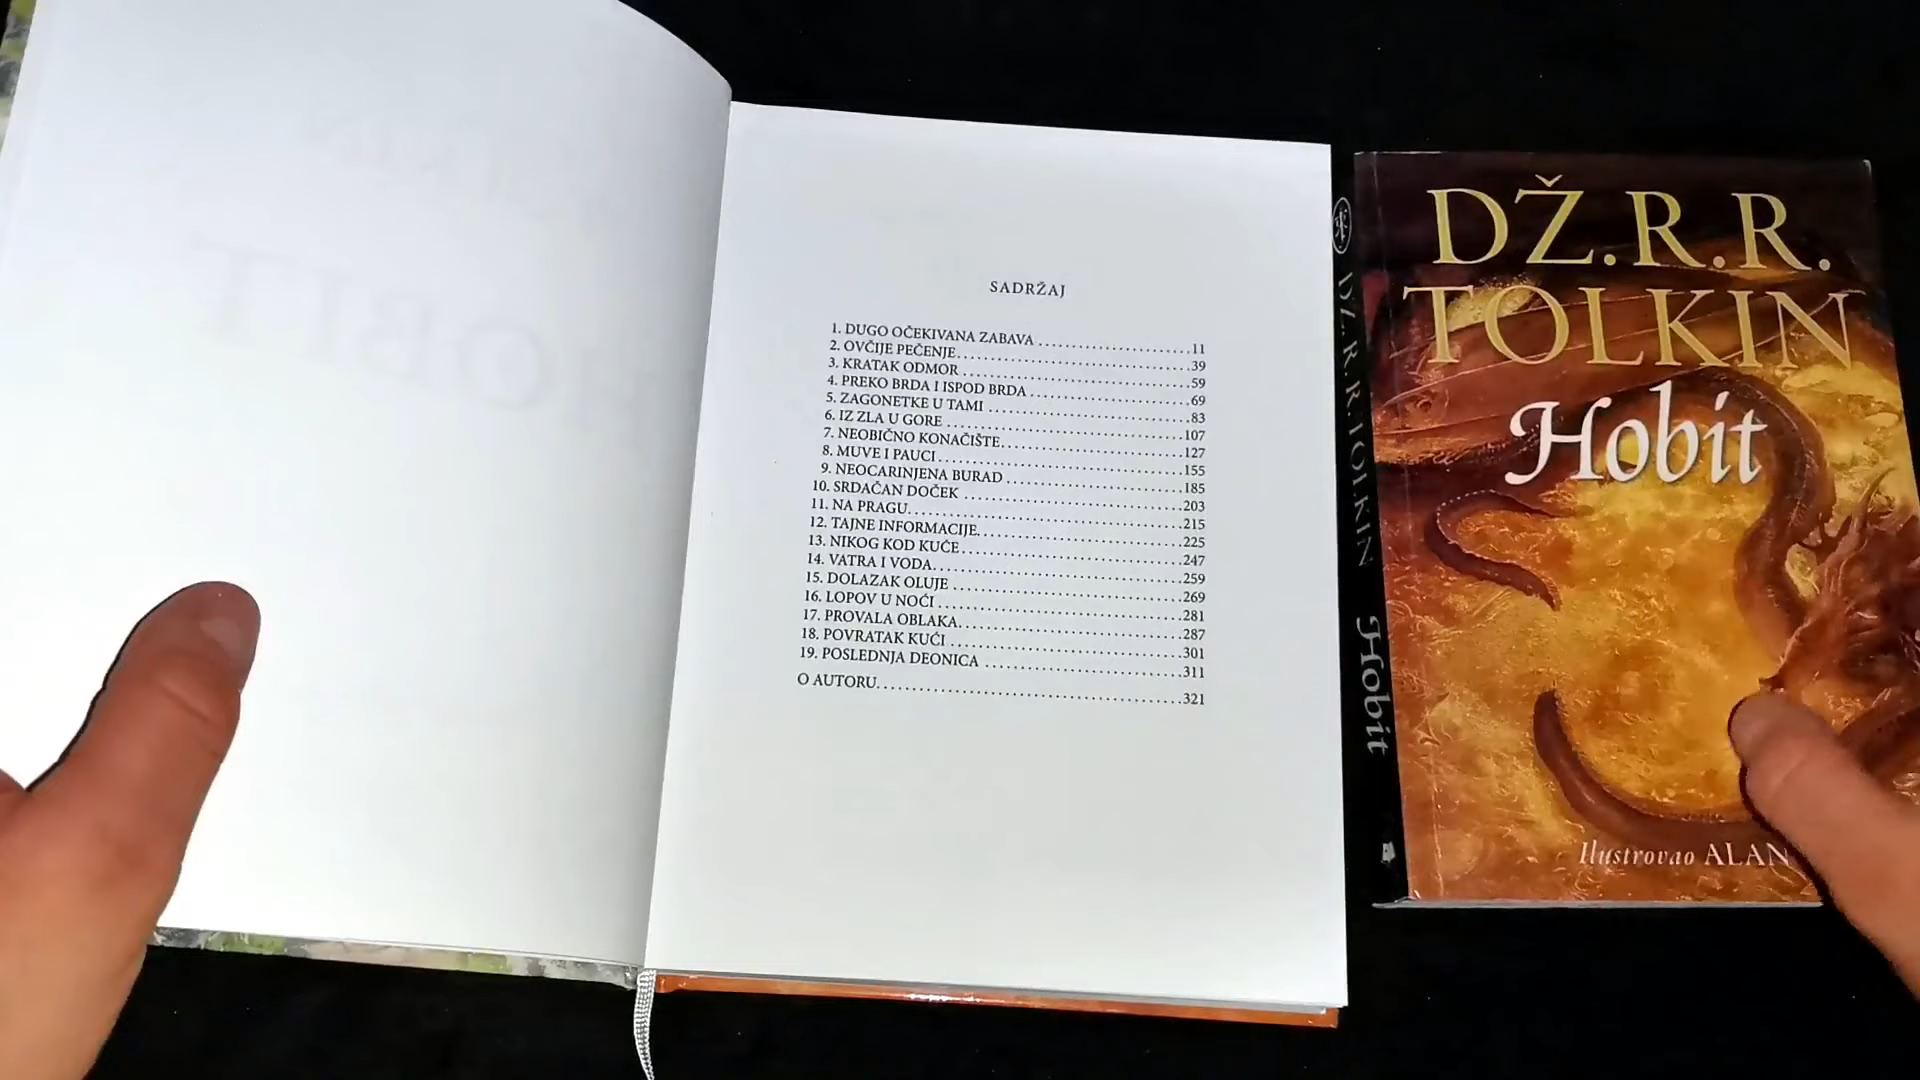 SADRŽAJ
1. DUGO OČEKIVANA ZABAVA ........................ 11
2. OVČIJE PEČENJE ........................ 39
3. KRATAK ODMOR ........................ 59
4. PREKO BRDA I ISPOD BRDA ........................ 69
5. ZAGONETKE U TAMI ........................ 83
6. IZ ZLA U GORE ........................ 107
7. NEOBIČNO KONAČIŠTE ........................ 127
8. MUVE I PAUCI ........................ 155
9. NEOCARINJENA BURAD ........................ 185
10. SRDAČAN DOČEK ........................ 203
11. NA PRAGU ........................ 215
12. TAJNE INFORMACIJE ........................ 225
13. NIKOG KOD KUĆE ........................ 247
14. VATRA I VODA ........................ 259
15. DOLAZAK OLUJE ........................ 269
16. LOPOV U NOĆI ........................ 281
17. PROVALA OBLAKA ........................ 287
18. POVRATAK KUĆI ........................ 301
19. POSLEDNJA DEONICA ........................ 311
O AUTORU ........................ 321
DŽ.R.R. TOLKIN Hobit
DŽ.R.R.
TOLKIN
Hobit
Ilustrovao ALAN